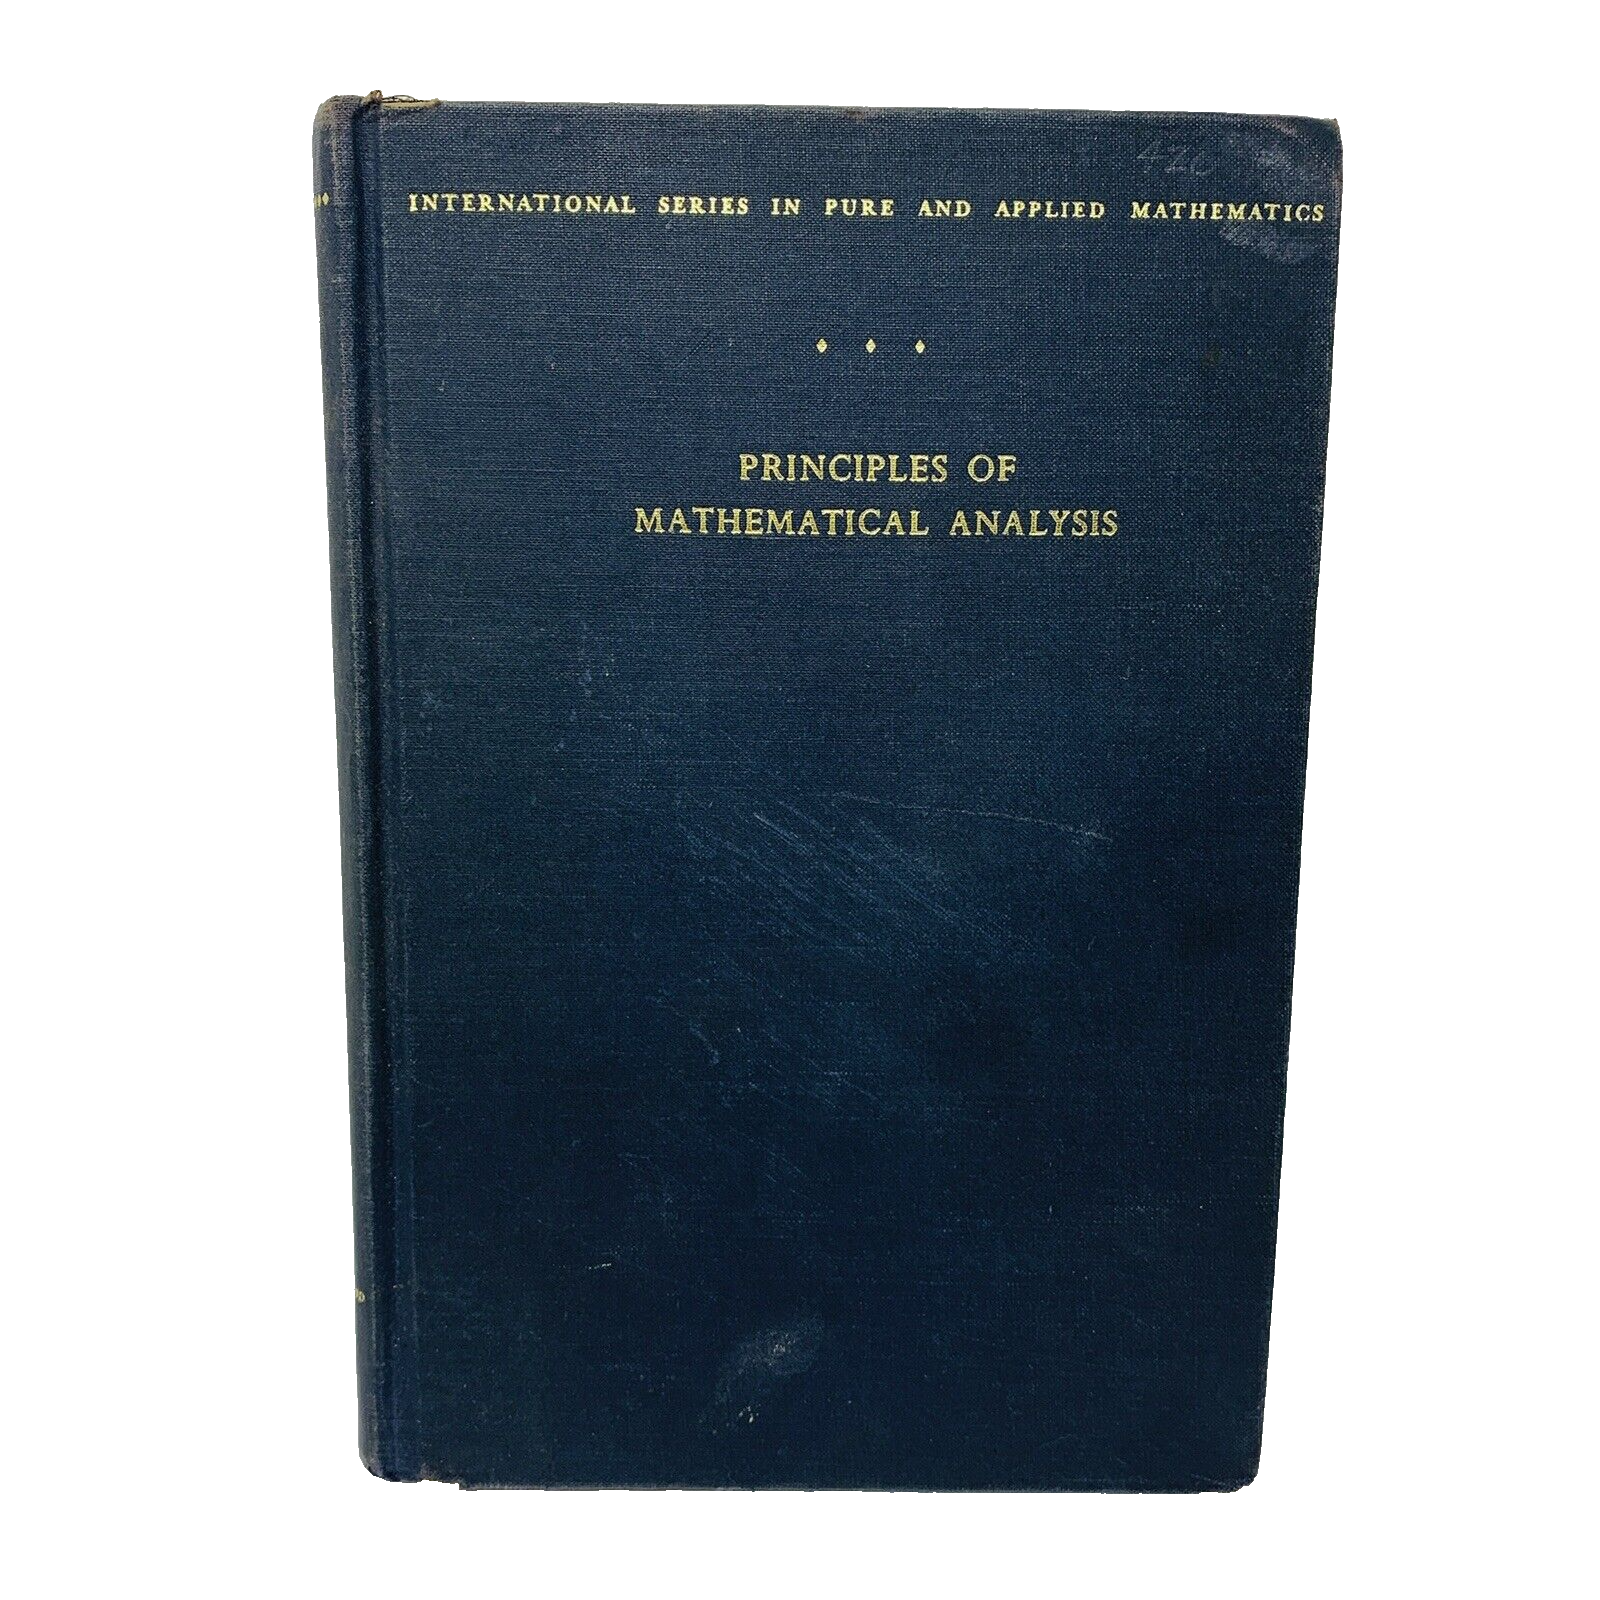 INTERNATIONAL SERIES IN PURE AND APPLIED MATHEMATICS
PRINCIPLES OF
MATHEMATICAL ANALYSIS